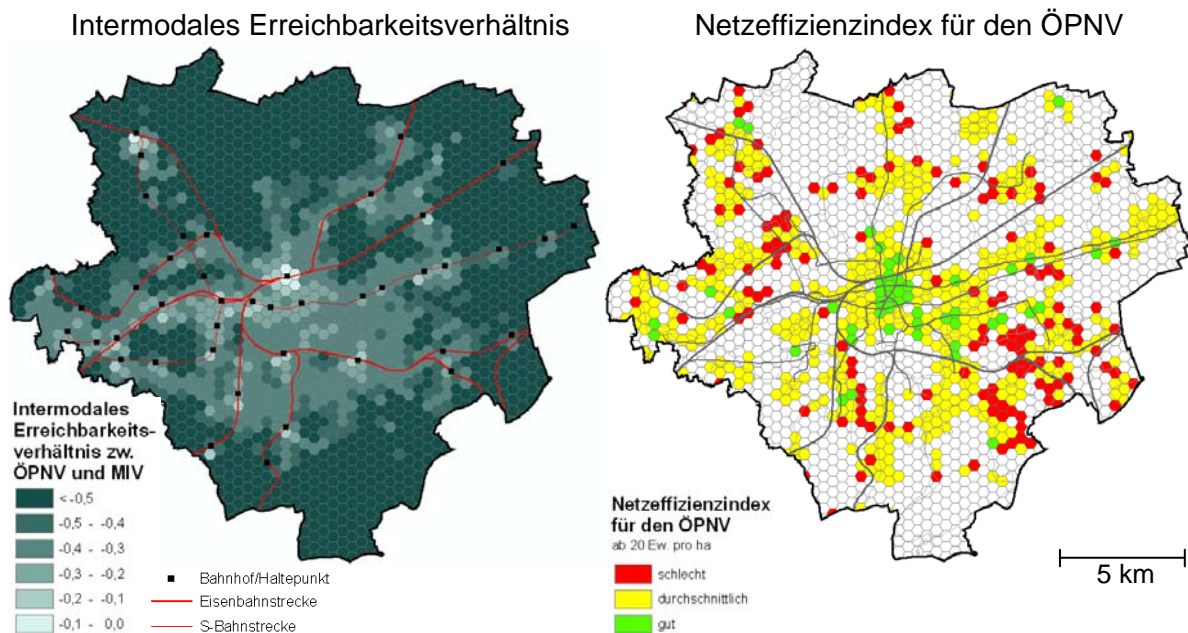 Intermodales Erreichbarkeitsverhältnis
Netzeffizienzindex für den ÖPNV
Intermodales
Erreichbarkeits-
verhältnis zw.
ÖPNV und MIV
< -0,5
-0,5 - -0,4
-0,4 - -0,3
-0,3 - -0,2
-0,2 - -0,1
-0,1 - 0,0
Bahnhof/Haltepunkt
Eisenbahnstrecke
S-Bahnstrecke
Netzeffizienzindex
für den ÖPNV
ab 20 Ew. pro ha
schlecht
durchschnittlich
gut
5 km